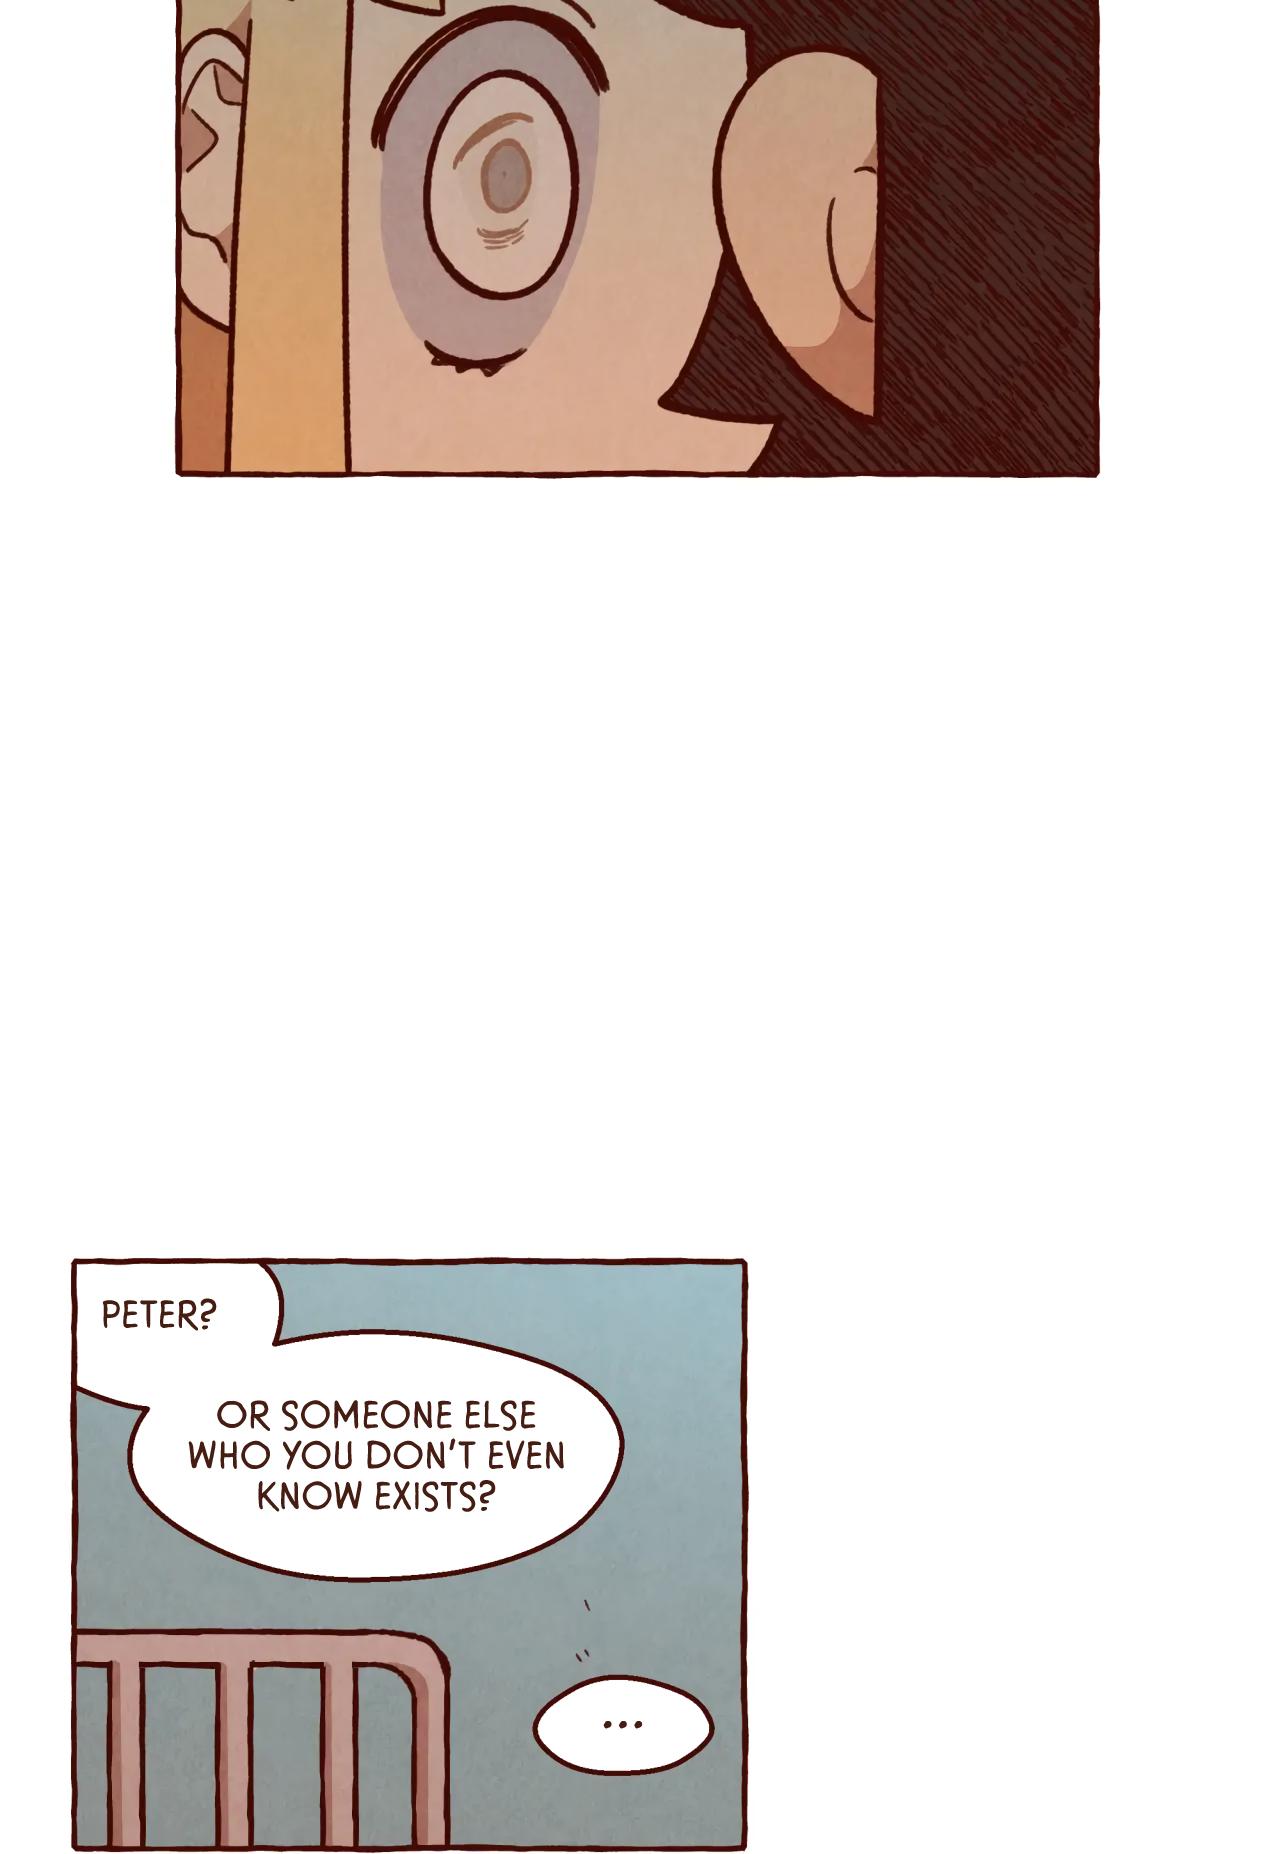 PETER?
OR SOMEONE ELSE
WHO YOU DON'T EVEN
KNOW EXISTS?
...